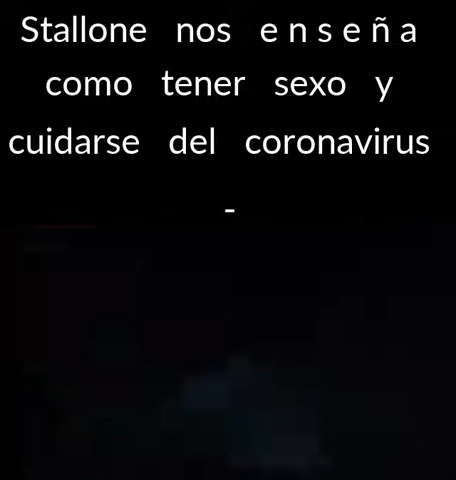 Stallone nos e n s e ñ a
como tener sexo y
cuidarse del coronavirus
-